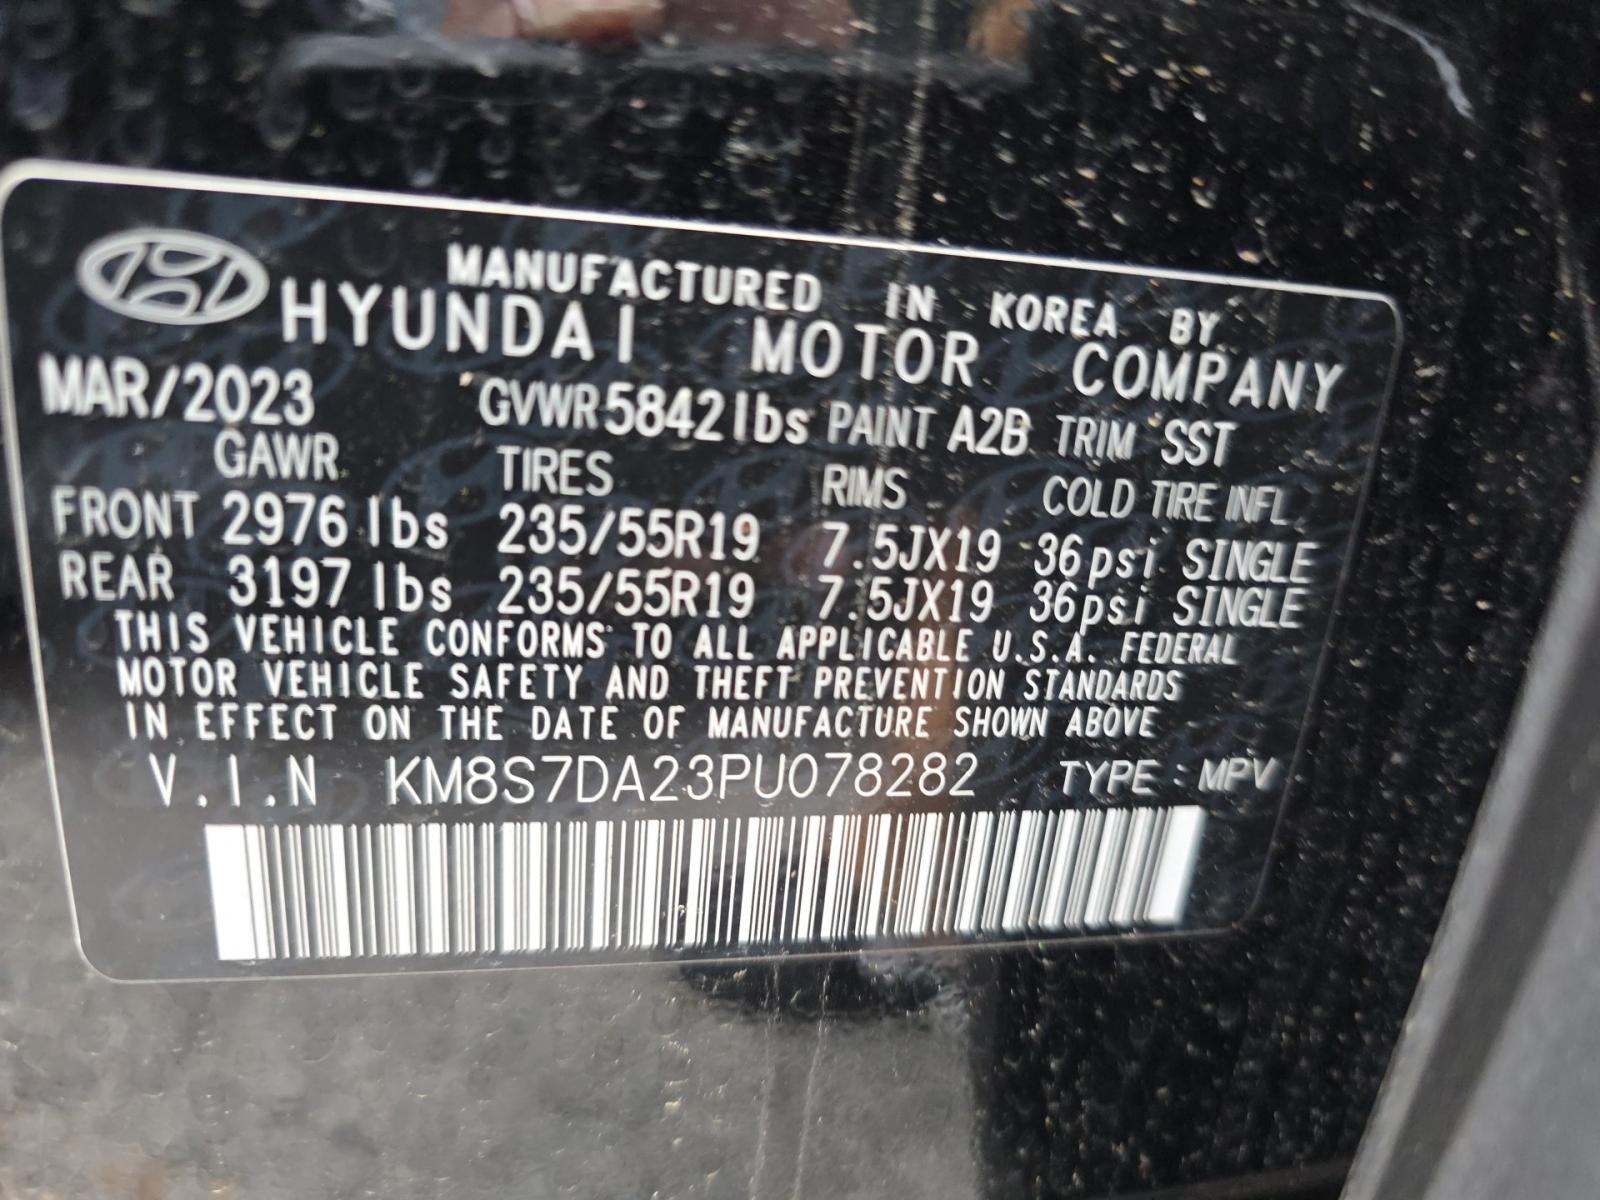 MANUFACTURED IN KOREA BY
HYUNDAI MOTOR COMPANY
MAR/2023 GVWR 5842lbs PAINT A2B TRIM SST
GAWR TIRES RIMS COLD TIRE INFL.
FRONT 2976 lbs 235/55R19 7.5JX19 36psi SINGLE
REAR 3197 lbs 235/55R19 7.5JX19 36psi SINGLE
THIS VEHICLE CONFORMS TO ALL APPLICABLE U.S.A. FEDERAL
MOTOR VEHICLE SAFETY AND THEFT PREVENTION STANDARDS
IN EFFECT ON THE DATE OF MANUFACTURE SHOWN ABOVE
V.I.N KM8S7DA23PU078282 TYPE : MPV